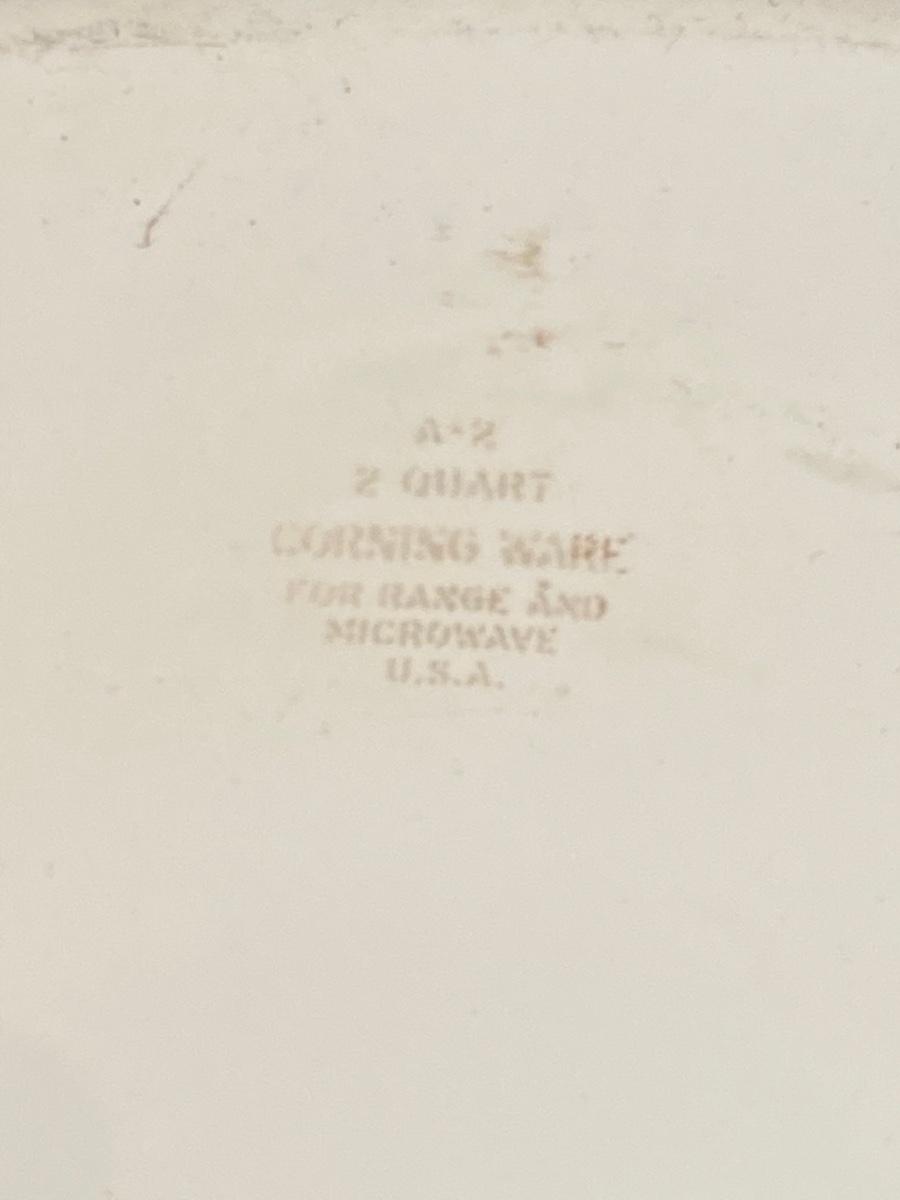 A-2
2 QUART
CORNING WARE
FOR RANGE AND
MICROWAVE
U.S.A.